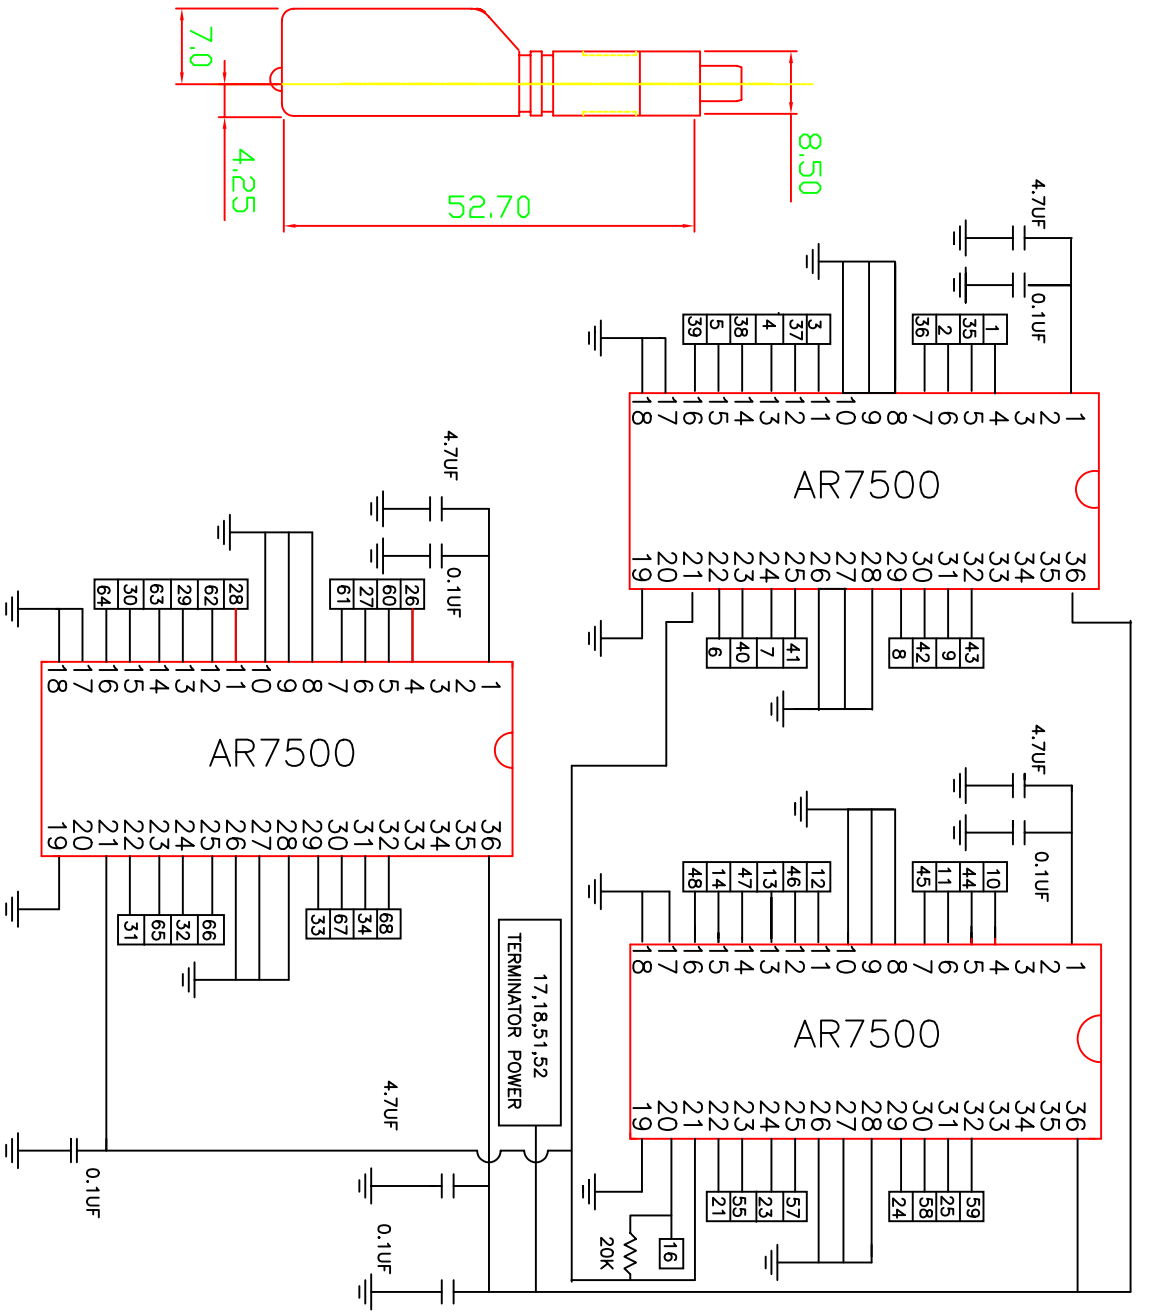 7.0
4.25
52.70
8.50
4.7UF
0.1UF
39 5 38 4 37 3
36 2 35 1
18 17 16 15 14 13 12 11 10 9 8 7 6 5 4 3 2 1
AR7500
19 20 21 22 23 24 25 26 27 28 29 30 31 32 33 34 35 36
6 40 7 41
8 42 9 43
4.7UF
0.1UF
64 30 63 29 62 28
61 27 60 26
18 17 16 15 14 13 12 11 10 9 8 7 6 5 4 3 2 1
AR7500
19 20 21 22 23 24 25 26 27 28 29 30 31 32 33 34 35 36
31 65 32 66
33 67 34 68
4.7UF
0.1UF
48 14 47 13 46 12
45 11 44 10
18 17 16 15 14 13 12 11 10 9 8 7 6 5 4 3 2 1
AR7500
19 20 21 22 23 24 25 26 27 28 29 30 31 32 33 34 35 36
21 55 23 57
24 58 25 59
17,18,51,52
TERMINATOR POWER
16
20K
0.1UF
4.7UF
0.1UF